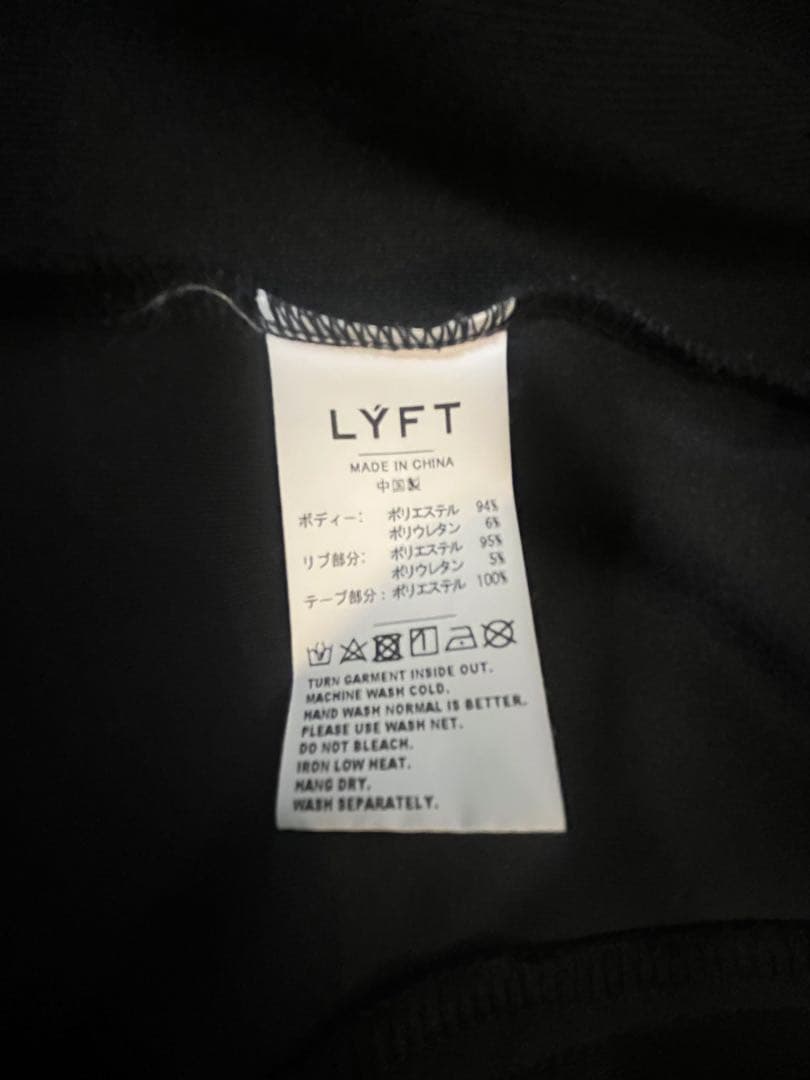 LÝFT
MADE IN CHINA
中国製
ボディー: ポリエステル 94%
ポリウレタン 6%
リブ部分: ポリエステル 95%
ポリウレタン 5%
テープ部分: ポリエステル 100%
TURN GARMENT INSIDE OUT.
MACHINE WASH COLD.
HAND WASH NORMAL IS BETTER.
PLEASE USE WASH NET.
DO NOT BLEACH.
IRON LOW HEAT.
HANG DRY.
WASH SEPARATELY.